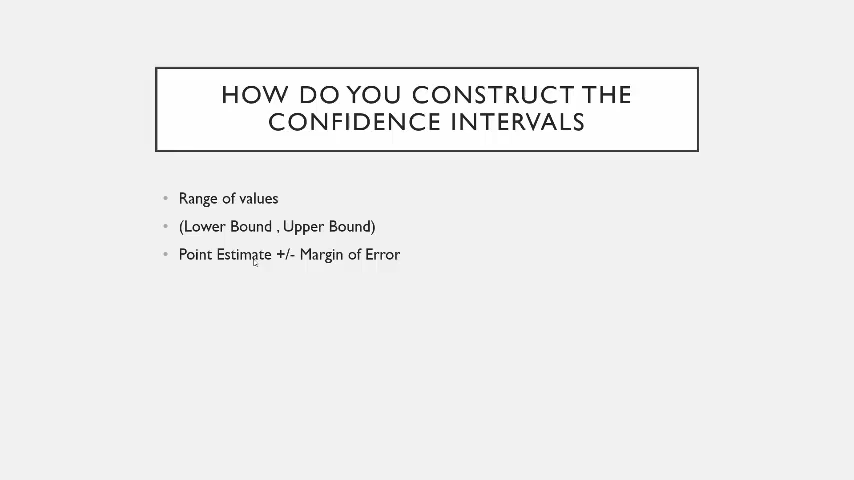 HOW DO YOU CONSTRUCT THE
CONFIDENCE INTERVALS
• Range of values
• (Lower Bound , Upper Bound)
• Point Estimate +/- Margin of Error